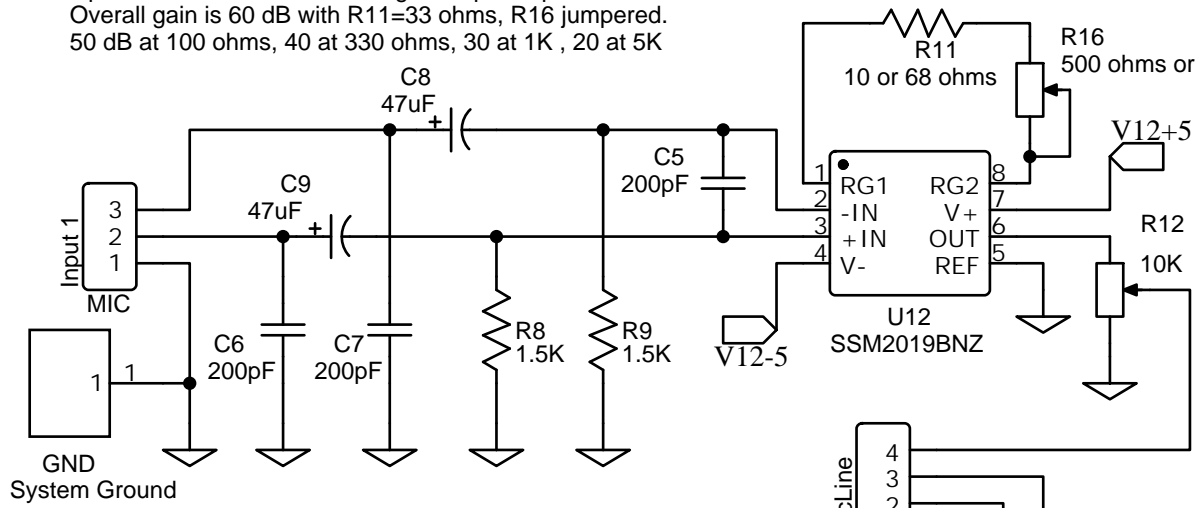 Overall gain is 60 dB with R11=33 ohms, R16 jumpered.
50 dB at 100 ohms, 40 at 330 ohms, 30 at 1K , 20 at 5K
R11
10 or 68 ohms
R16
500 ohms or
C8
47uF
+
C5
200pF
V12+5
C9
47uF
+
Input 1
3
2
1
MIC
1
2
3
4
RG1
-IN
+IN
V-
RG2
V+
OUT
REF
8
7
6
5
R12
10K
U12
SSM2019BNZ
V12-5
C6
200pF
C7
200pF
R8
1.5K
R9
1.5K
1
1
GND
System Ground
4
3
2